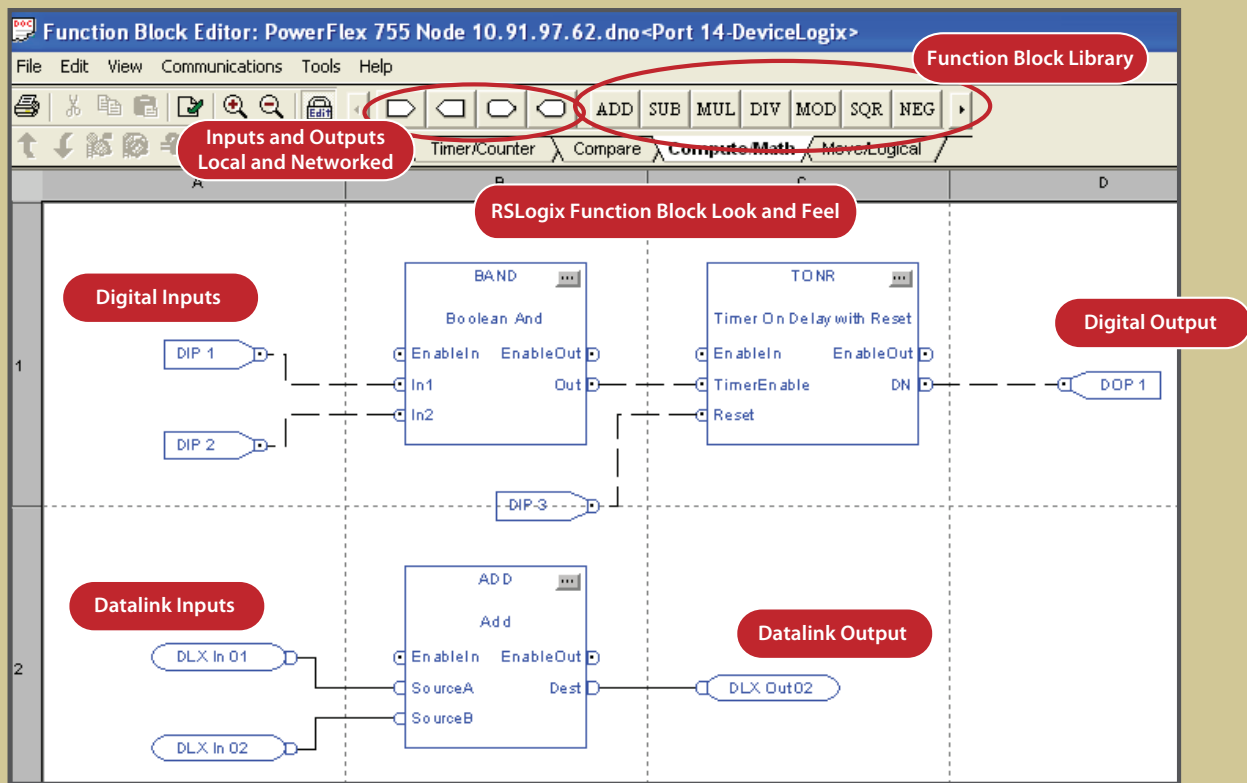 DOC
Function Block Editor: PowerFlex 755 Node 10.91.97.62.dno<Port 14-DeviceLogix>
File Edit View Communications Tools Help
Function Block Library
Edit
ADD SUB MUL DIV MOD SQR NEG
Inputs and Outputs
Local and Networked
Timer/Counter Compare Compute/Math Move/Logical
A B C D
RSLogix Function Block Look and Feel
1
Digital Inputs
BAND
Boolean And
EnableIn EnableOut
In1 Out
In2
TONR
Timer On Delay with Reset
EnableIn EnableOut
TimerEnable DN
Reset
Digital Output
DIP 1
DIP 2
DIP 3
DOP 1
2
Datalink Inputs
ADD
Add
EnableIn EnableOut
SourceA Dest
SourceB
Datalink Output
DLX In 01
DLX In 02
DLX Out02